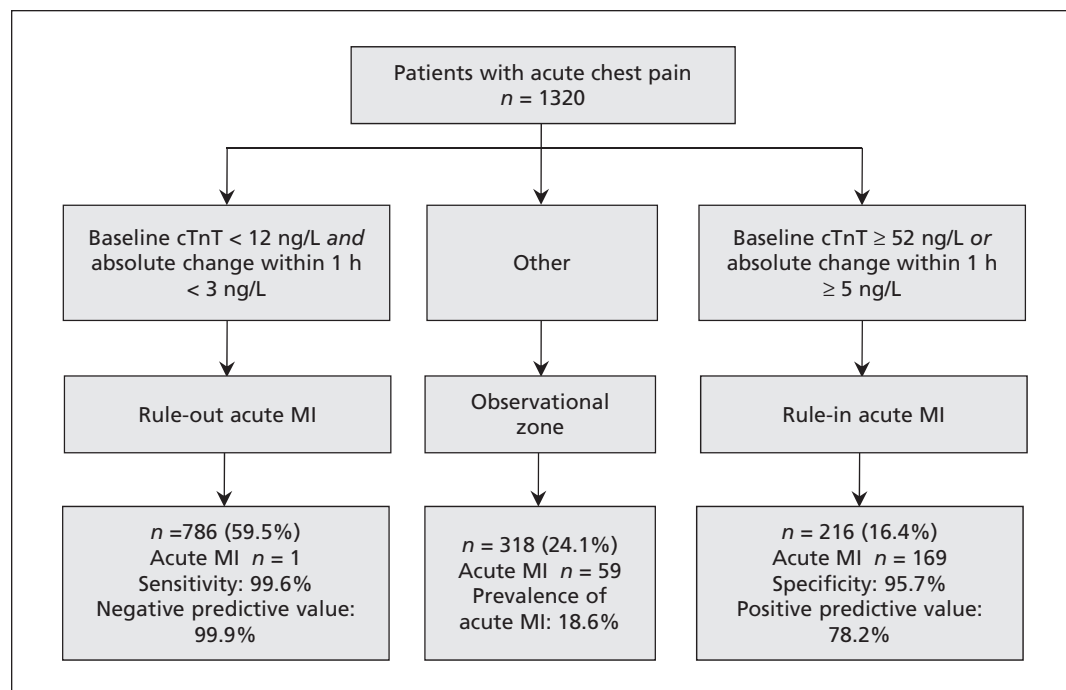 Patients with acute chest pain
n = 1320
Baseline cTnT < 12 ng/L and
absolute change within 1 h
< 3 ng/L
Other
Baseline cTnT ≥ 52 ng/L or
absolute change within 1 h
≥ 5 ng/L
Rule-out acute MI
Observational
zone
Rule-in acute MI
n =786 (59.5%)
Acute MI n = 1
Sensitivity: 99.6%
Negative predictive value:
99.9%
n = 318 (24.1%)
Acute MI n = 59
Prevalence of
acute MI: 18.6%
n = 216 (16.4%)
Acute MI n = 169
Specificity: 95.7%
Positive predictive value:
78.2%